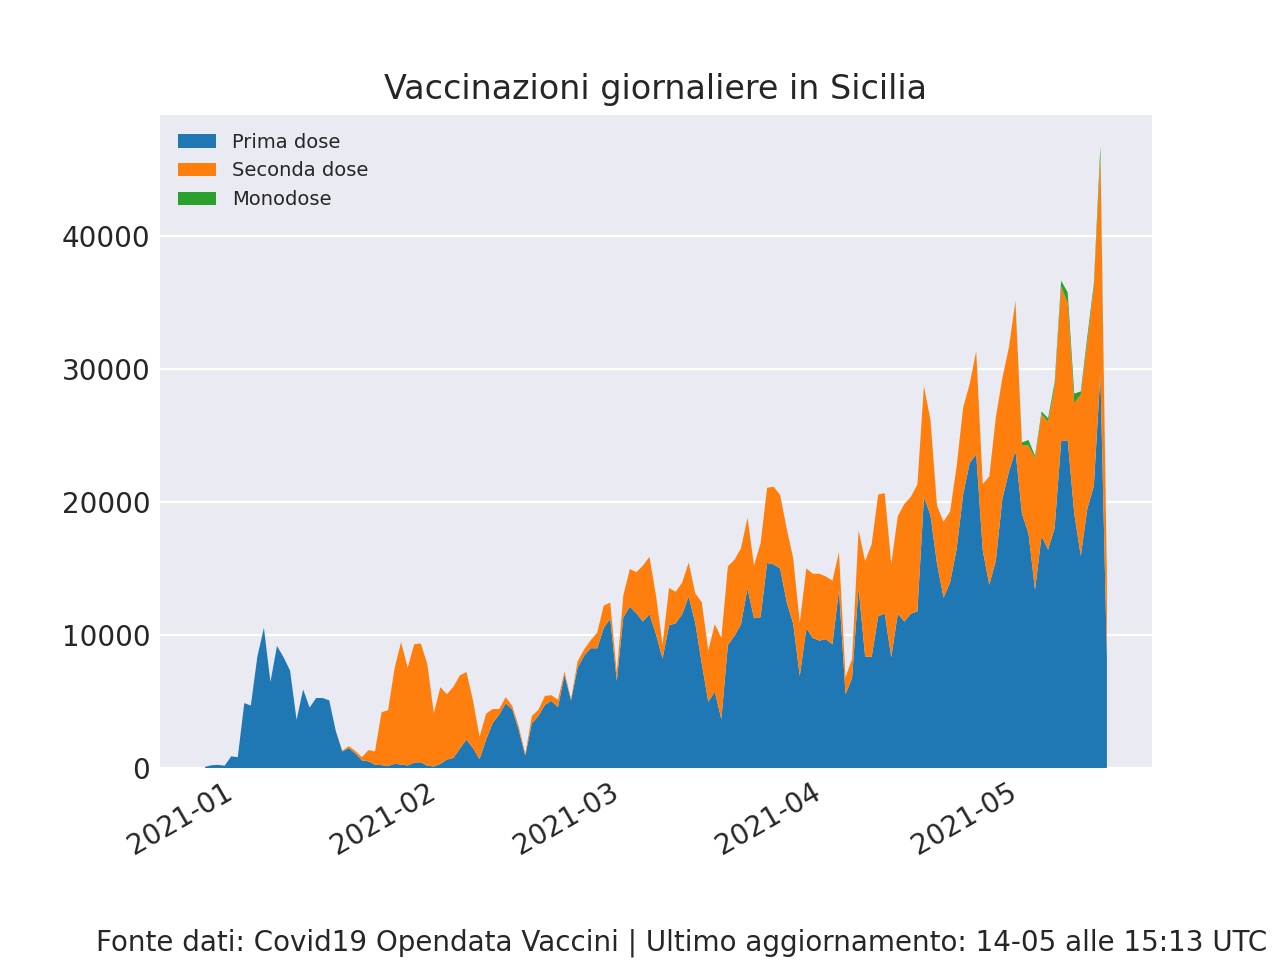 Vaccinazioni giornaliere in Sicilia
Prima dose
Seconda dose
Monodose
40000
30000
20000
10000
0
2021-01
2021-02
2021-03
2021-04
2021-05
Fonte dati: Covid19 Opendata Vaccini | Ultimo aggiornamento: 14-05 alle 15:13 UTC